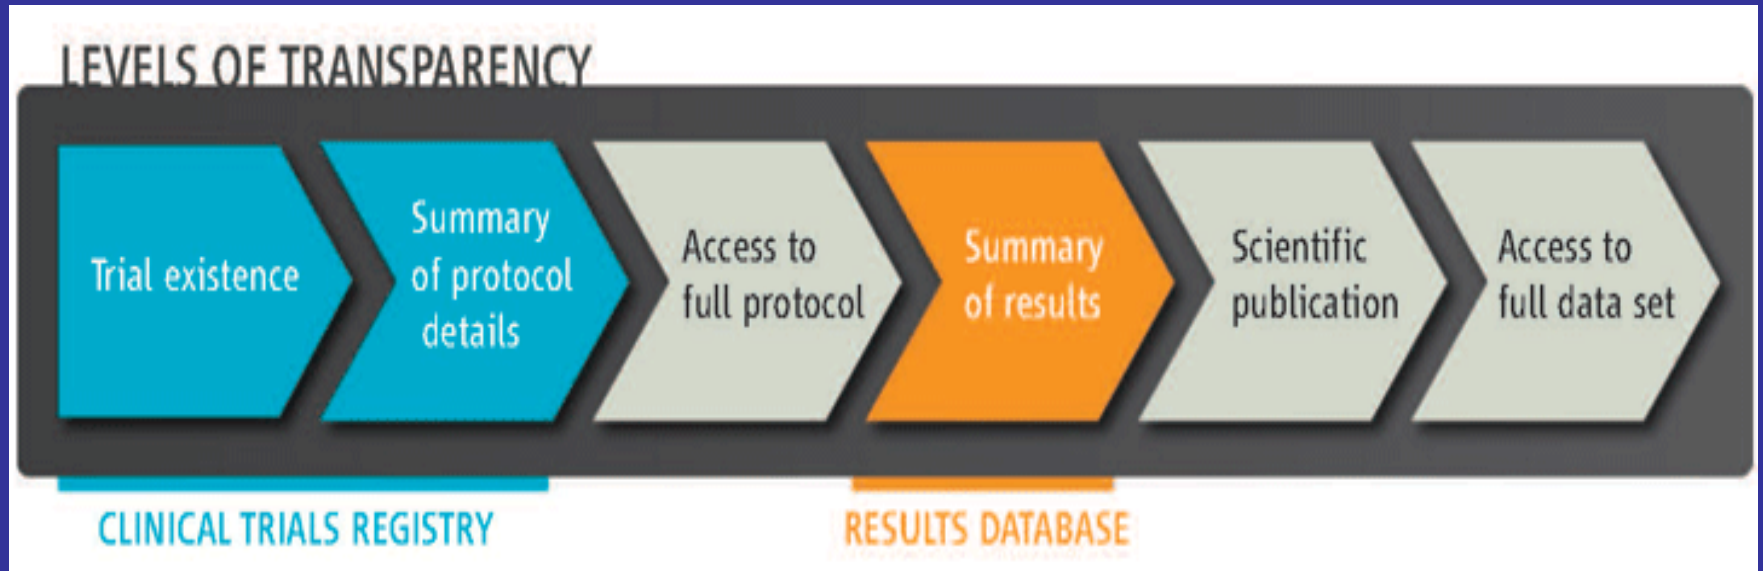 LEVELS OF TRANSPARENCY
Trial existence
Summary
of protocol
details
Access to
full protocol
Summary
of results
Scientific
publication
Access to
full data set
CLINICAL TRIALS REGISTRY
RESULTS DATABASE